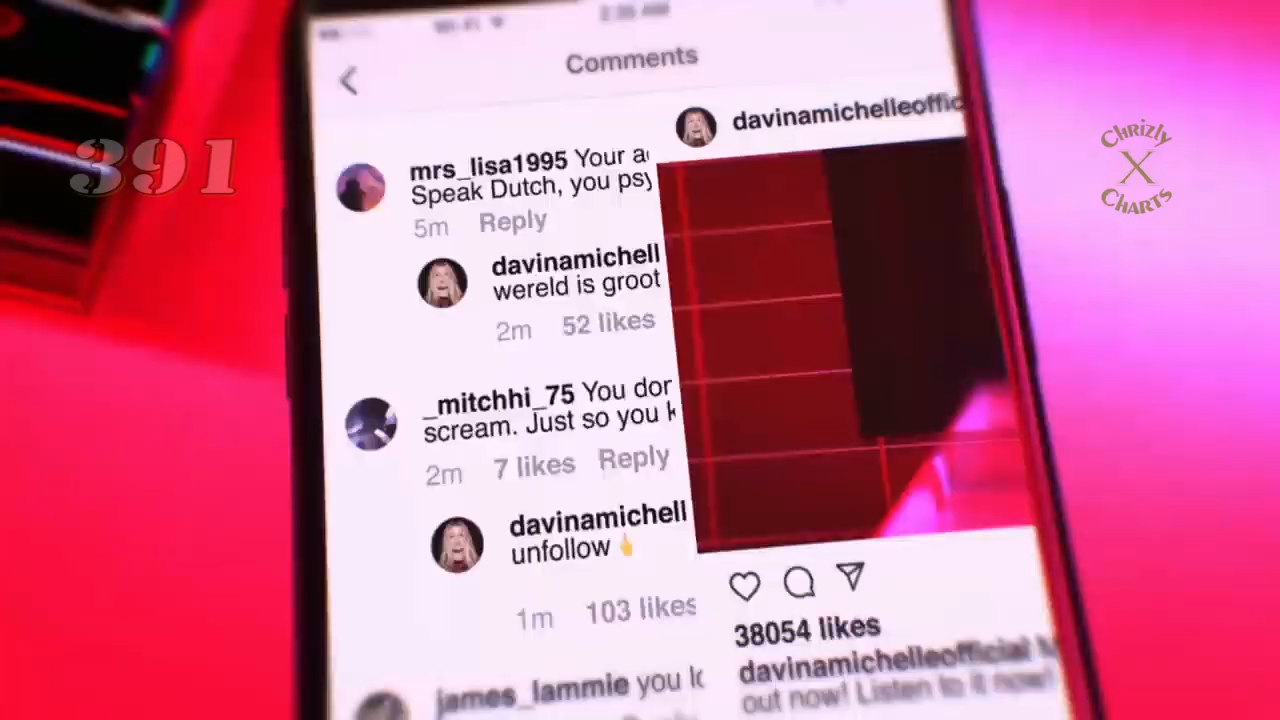 391
Chrizly
X
Charts
Comments
mrs_lisa1995 Your
Speak Dutch, you
5m Reply
davinamichell
wereld is groot
2m 52 likes
_mitchhi_75 You
scream. Just so you
2m 7 likes Reply
davinamichell
unfollow 🖕
1m 103 likes
james_lammie you
Reply
davinamichelleoffic
38054 likes
davinamichelleofficial
out now! Listen to it now!